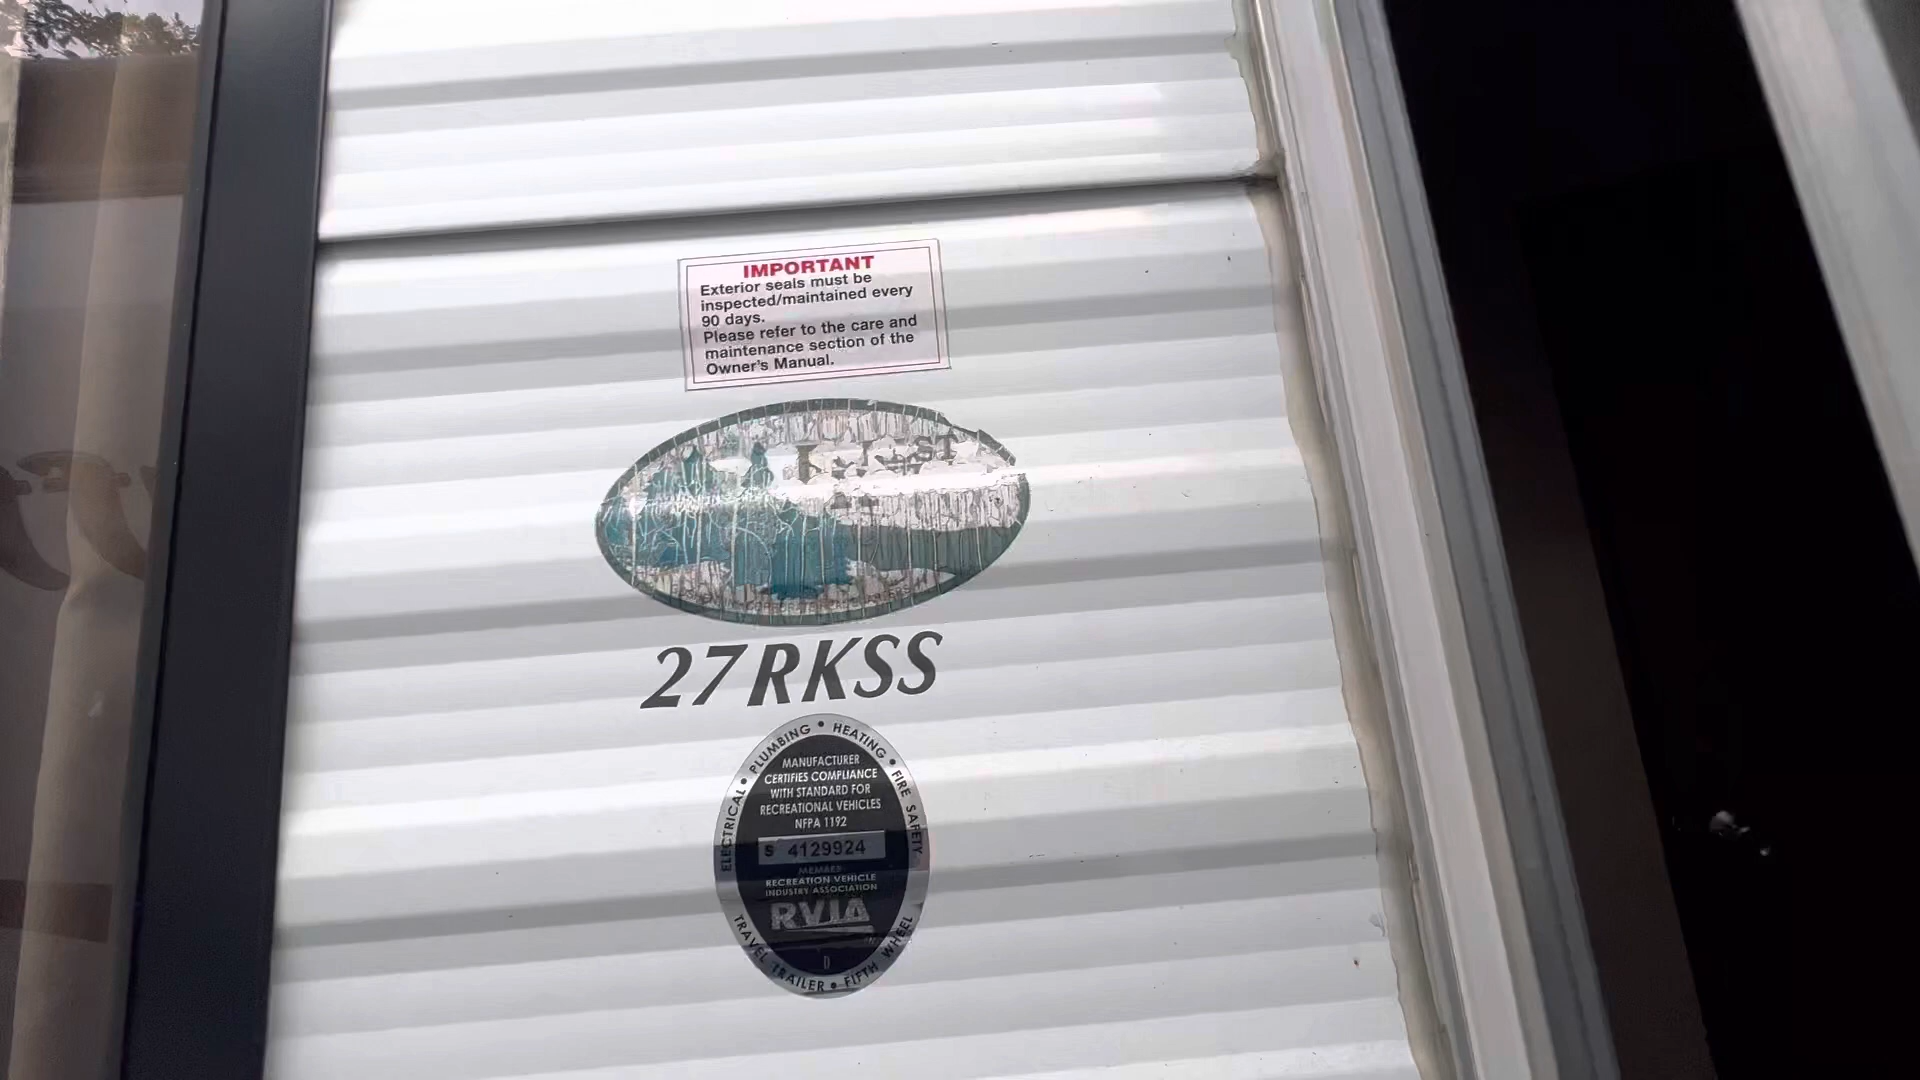 IMPORTANT
Exterior seals must be
inspected/maintained every
90 days.
Please refer to the care and
maintenance section of the
Owner's Manual.
27RKSS
ELECTRICAL • PLUMBING • HEATING • FIRE SAFETY
MANUFACTURER
CERTIFIES COMPLIANCE
WITH STANDARD FOR
RECREATIONAL VEHICLES
NFPA 1192
S 4129924
MEMBER
RECREATION VEHICLE
INDUSTRY ASSOCIATION
RVIA
D
TRAVEL TRAILER • FIFTH WHEEL